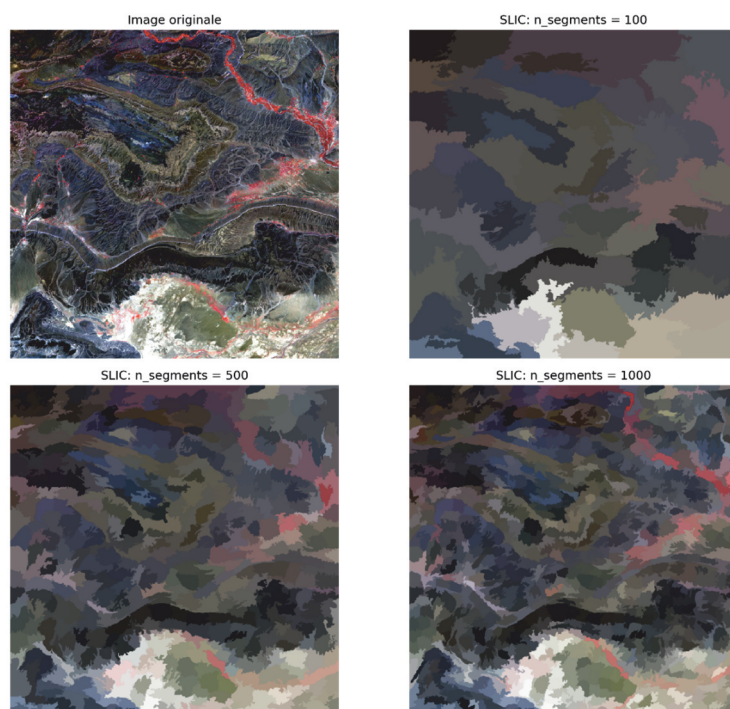 Image originale
SLIC: n_segments = 100
SLIC: n_segments = 500
SLIC: n_segments = 1000